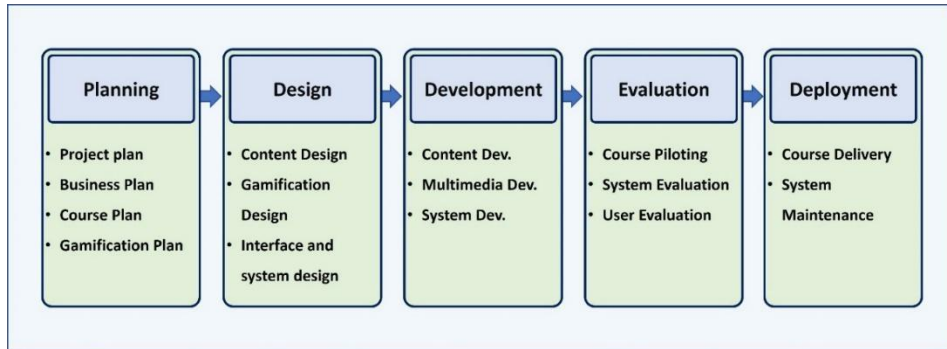 Planning
• Project plan
• Business Plan
• Course Plan
• Gamification Plan
Design
• Content Design
• Gamification
Design
• Interface and
system design
Development
• Content Dev.
• Multimedia Dev.
• System Dev.
Evaluation
• Course Piloting
• System Evaluation
• User Evaluation
Deployment
• Course Delivery
• System
Maintenance